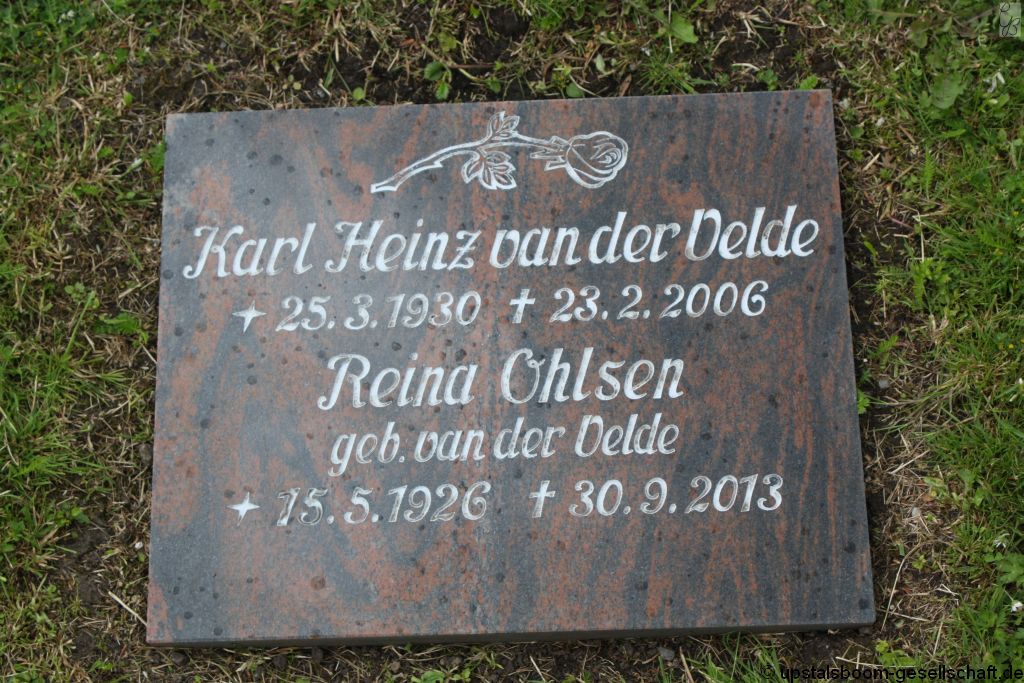 Karl Heinz van der Velde
25.3.1930 † 23.2.2006
Reina Ohlsen
geb. van der Velde
15.5.1926 † 30.9.2013
© upstalsboom-gesellschaft.de